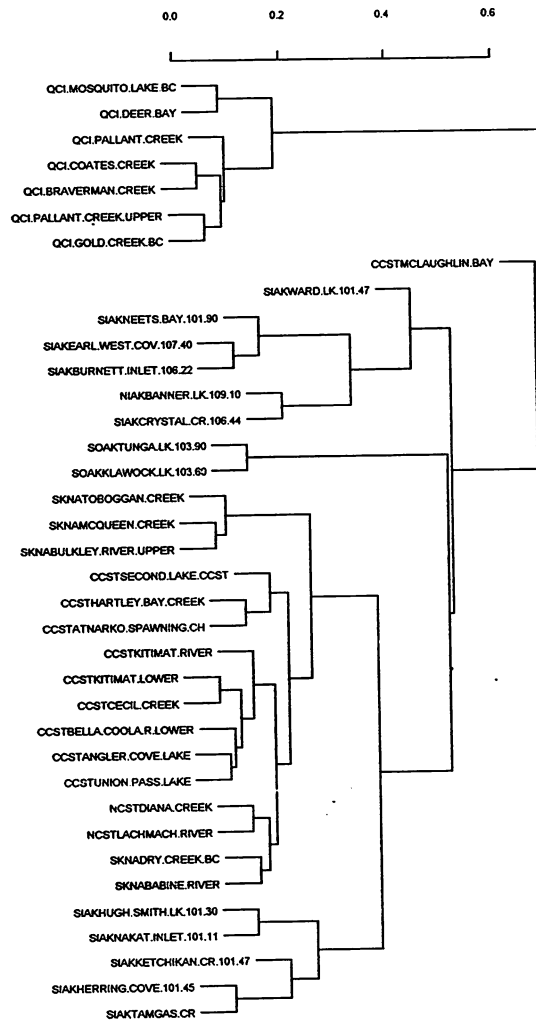 0.0 0.2 0.4 0.6
QCI.MOSQUITO.LAKE BC
QCI.DEER.BAY
QCI.PALLANT.CREEK
QCI.COATES.CREEK
QCI.BRAVERMAN.CREEK
QCI.PALLANT.CREEK.UPPER
QCI.GOLD.CREEK.BC
CCSTMCLAUGHLIN.BAY
SIAKWARD.LK.101.47
SIAKNEETS.BAY.101.90
SIAKEARL.WEST.COV.107.40
SIAKBURNETT.INLET.106.22
NIAKBANNER.LK.109.10
SIAKCRYSTAL.CR.106.44
SOAKTUNGA.LK.103.90
SOAKKLAWOCK.LK.103.60
SKNATOBOGGAN.CREEK
SKNAMCQUEEN.CREEK
SKNABULKLEY.RIVER.UPPER
CCSTSECOND.LAKE.CCST
CCSTHARTLEY.BAY.CREEK
CCSTATNARKO.SPAWNING.CH
CCSTKITIMAT.RIVER
CCSTKITIMAT.LOWER
CCSTCECIL.CREEK
CCSTBELLA.COOLA.R.LOWER
CCSTANGLER.COVE.LAKE
CCSTUNION.PASS.LAKE
NCSTDIANA.CREEK
NCSTLACHMACH.RIVER
SKNADRY.CREEK.BC
SKNABABINE.RIVER
SIAKHUGH.SMITH.LK.101.30
SIAKNAKAT.INLET.101.11
SIAKKETCHIKAN.CR.101.47
SIAKHERRING.COVE.101.45
SIAKTAMGAS.CR